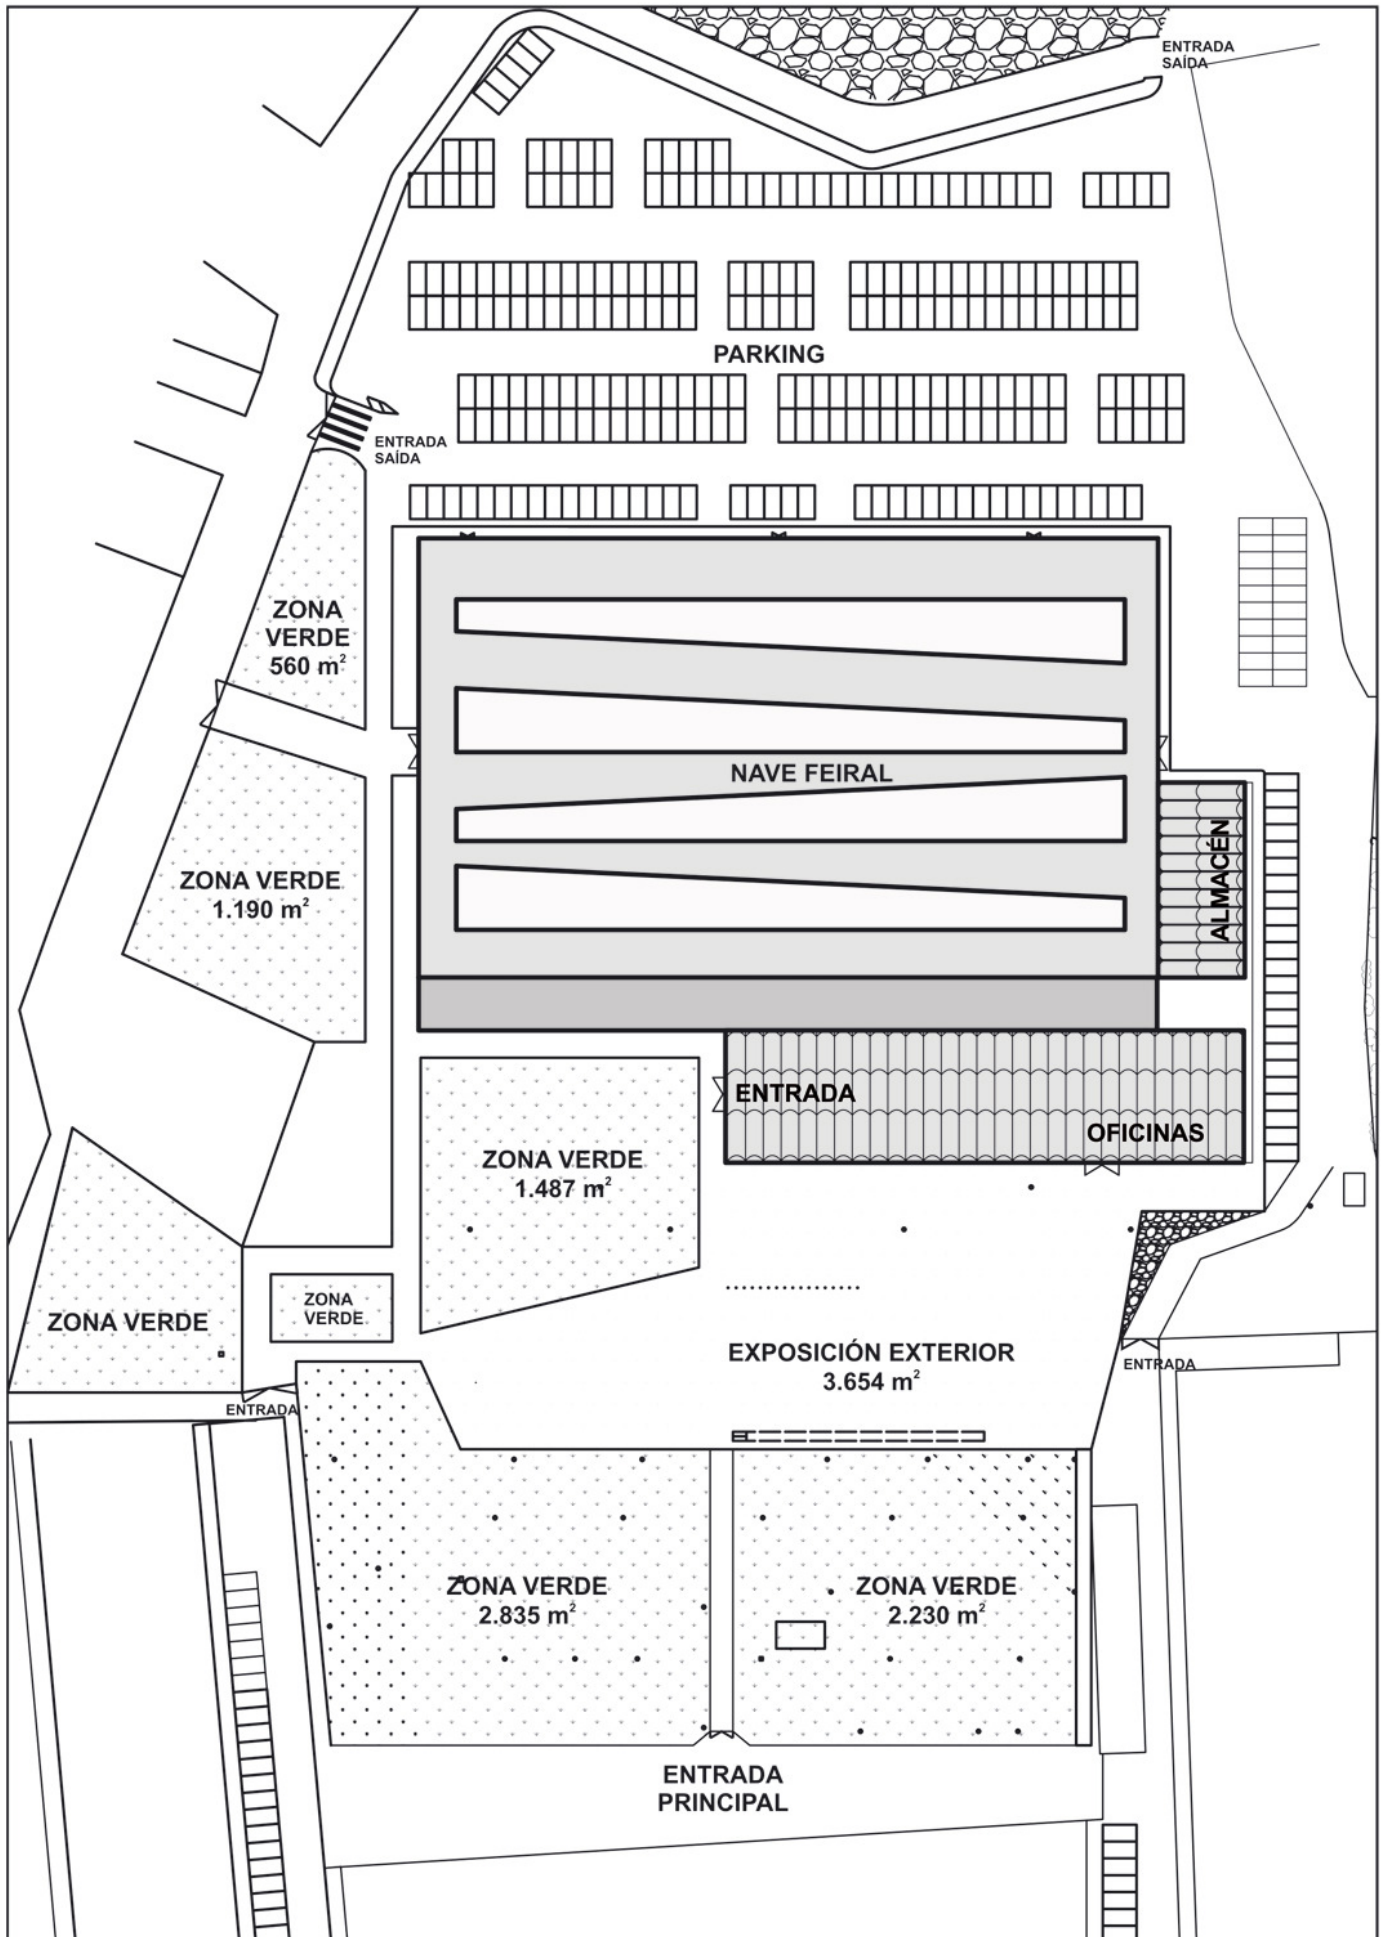 ENTRADA
SAÍDA
PARKING
ENTRADA
SAÍDA
ZONA
VERDE
560 m²
NAVE FEIRAL
ZONA VERDE
1.190 m²
ALMACÉN
ENTRADA
OFICINAS
ZONA VERDE
1.487 m²
ZONA VERDE
ZONA
VERDE
EXPOSICIÓN EXTERIOR
3.654 m²
ENTRADA
ENTRADA
ZONA VERDE
2.835 m²
ZONA VERDE
2.230 m²
ENTRADA
PRINCIPAL